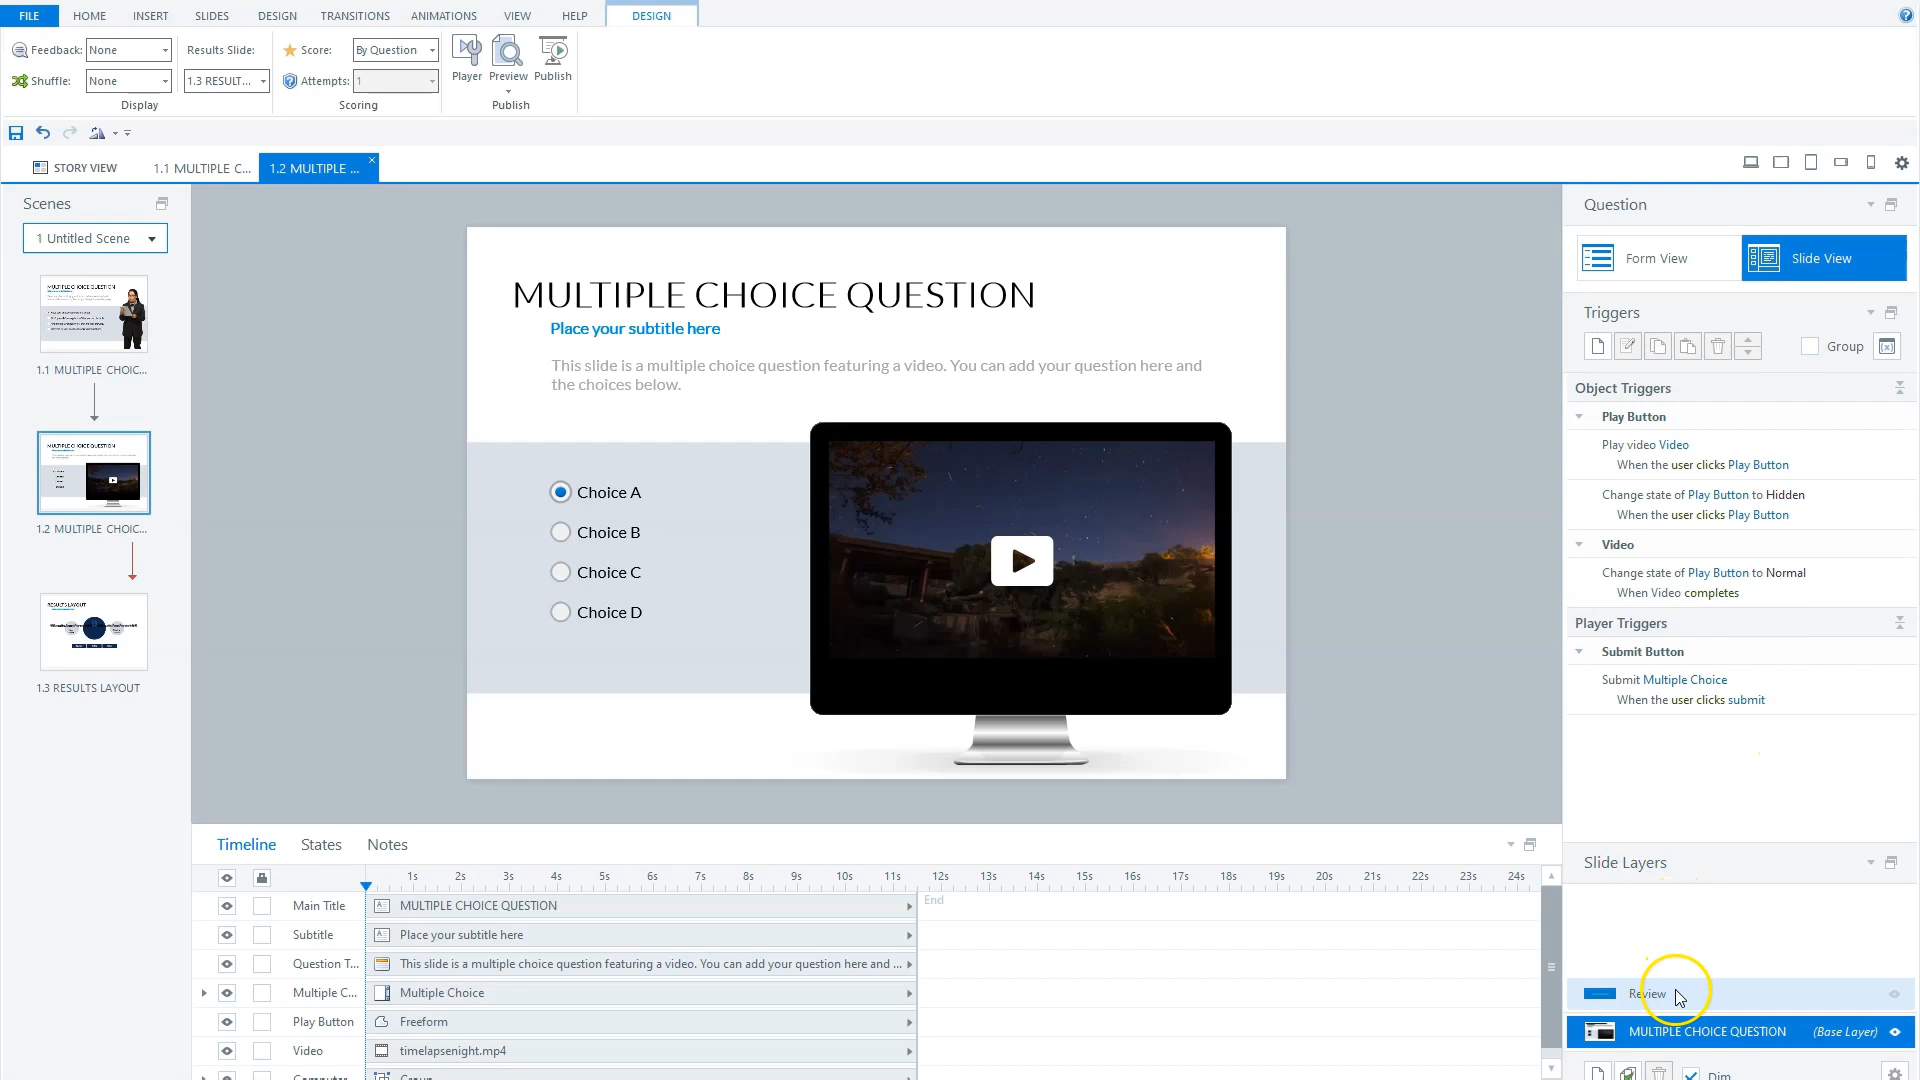 FILE HOME INSERT SLIDES DESIGN TRANSITIONS ANIMATIONS VIEW HELP DESIGN
Feedback: None Results Slide: Score: By Question
Shuffle: None 1.3 RESULT... Attempts: 1 Player Preview Publish
Display Scoring Publish
STORY VIEW 1.1 MULTIPLE C... 1.2 MULTIPLE ...
Scenes
1 Untitled Scene
MULTIPLE CHOICE QUESTION
1.1 MULTIPLE CHOIC...
MULTIPLE CHOICE QUESTION
1.2 MULTIPLE CHOIC...
RESULTS LAYOUT
1.3 RESULTS LAYOUT
MULTIPLE CHOICE QUESTION
Place your subtitle here
This slide is a multiple choice question featuring a video. You can add your question here and
the choices below.
Choice A
Choice B
Choice C
Choice D
Timeline States Notes
1s 2s 3s 4s 5s 6s 7s 8s 9s 10s 11s 12s 13s 14s 15s 16s 17s 18s 19s 20s 21s 22s 23s 24s
Main Title MULTIPLE CHOICE QUESTION End
Subtitle Place your subtitle here
Question T... This slide is a multiple choice question featuring a video. You can add your question here and ...
Multiple C... Multiple Choice
Play Button Freeform
Video timelapsenight.mp4
Computer Group
Question
Form View Slide View
Triggers
Group
Object Triggers
Play Button
Play video Video
When the user clicks Play Button
Change state of Play Button to Hidden
When the user clicks Play Button
Video
Change state of Play Button to Normal
When Video completes
Player Triggers
Submit Button
Submit Multiple Choice
When the user clicks submit
Slide Layers
Review
MULTIPLE CHOICE QUESTION (Base Layer)
Dim